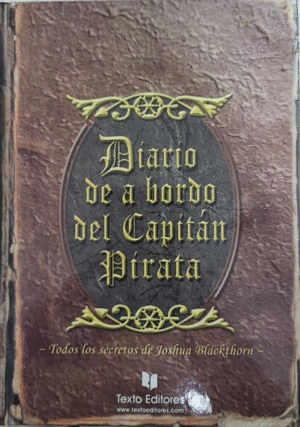 Diario
de a bordo
del Capitán
Pirata
~ Todos los secretos de Joshua Blackthorn ~
Texto Editores
www.textoeditores.com